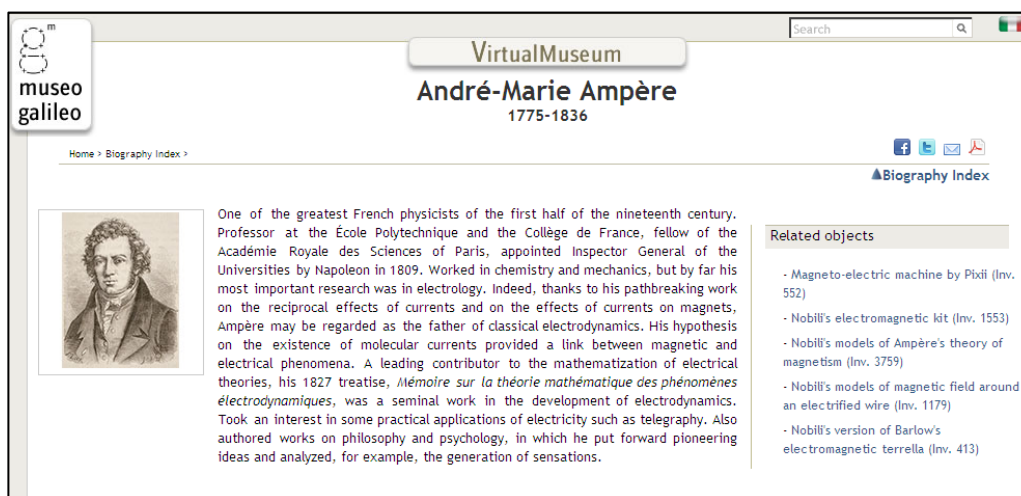 m
museo
galileo
Search
VirtualMuseum
André-Marie Ampère
1775-1836
Home > Biography Index >
Biography Index
One of the greatest French physicists of the first half of the nineteenth century.
Professor at the École Polytechnique and the Collège de France, fellow of the
Académie Royale des Sciences of Paris, appointed Inspector General of the
Universities by Napoleon in 1809. Worked in chemistry and mechanics, but by far his
most important research was in electrology. Indeed, thanks to his pathbreaking work
on the reciprocal effects of currents and on the effects of currents on magnets,
Ampère may be regarded as the father of classical electrodynamics. His hypothesis
on the existence of molecular currents provided a link between magnetic and
electrical phenomena. A leading contributor to the mathematization of electrical
theories, his 1827 treatise, Mémoire sur la théorie mathématique des phénomènes
électrodynamiques, was a seminal work in the development of electrodynamics.
Took an interest in some practical applications of electricity such as telegraphy. Also
authored works on philosophy and psychology, in which he put forward pioneering
ideas and analyzed, for example, the generation of sensations.
Related objects
- Magneto-electric machine by Pixii (Inv.
552)
- Nobili's electromagnetic kit (Inv. 1553)
- Nobili's models of Ampère's theory of
magnetism (Inv. 3759)
- Nobili's models of magnetic field around
an electrified wire (Inv. 1179)
- Nobili's version of Barlow's
electromagnetic terrella (Inv. 413)